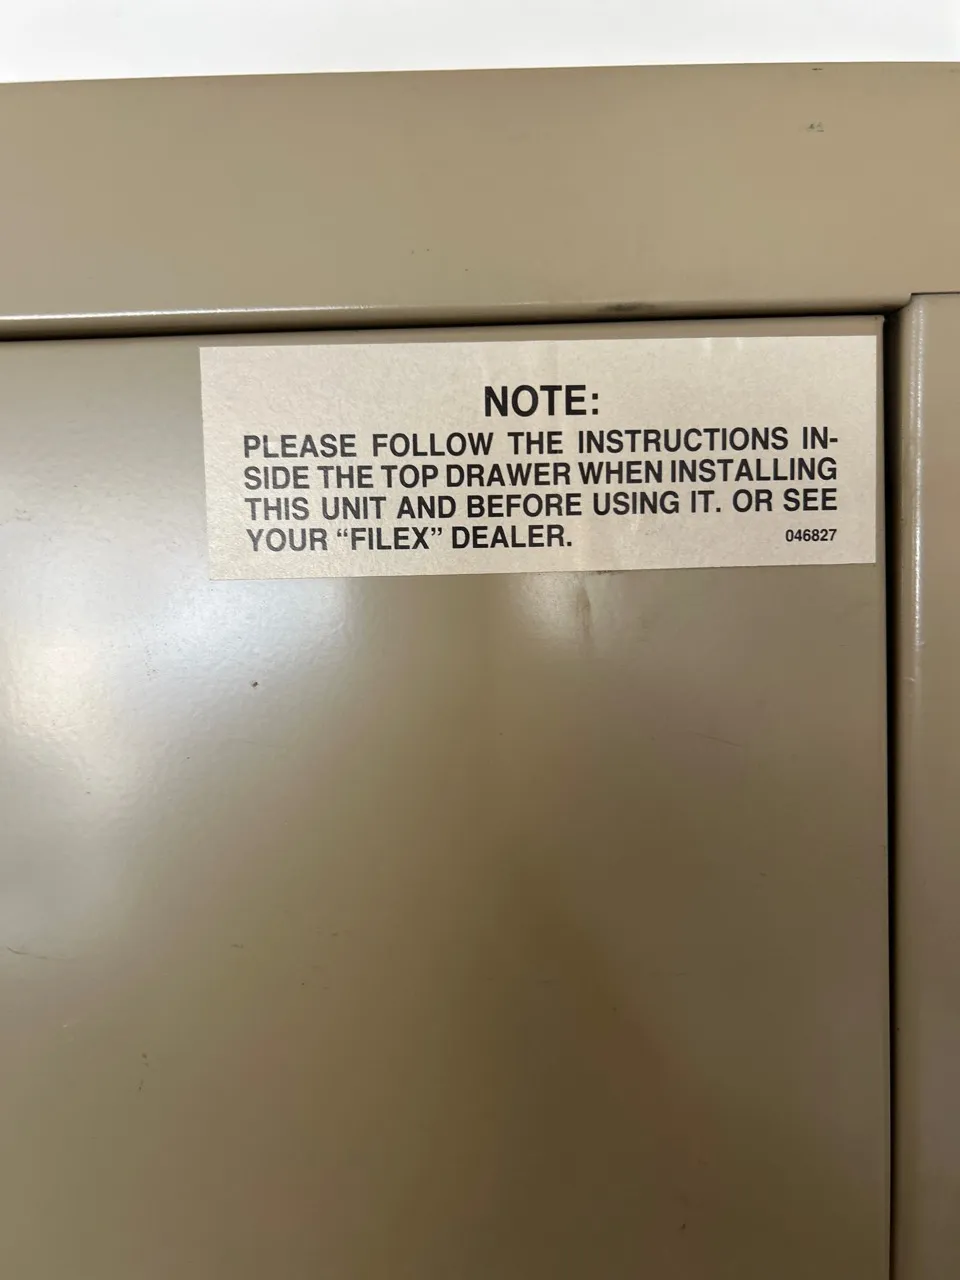 NOTE:
PLEASE FOLLOW THE INSTRUCTIONS IN-
SIDE THE TOP DRAWER WHEN INSTALLING
THIS UNIT AND BEFORE USING IT. OR SEE
YOUR “FILEX” DEALER. 046827